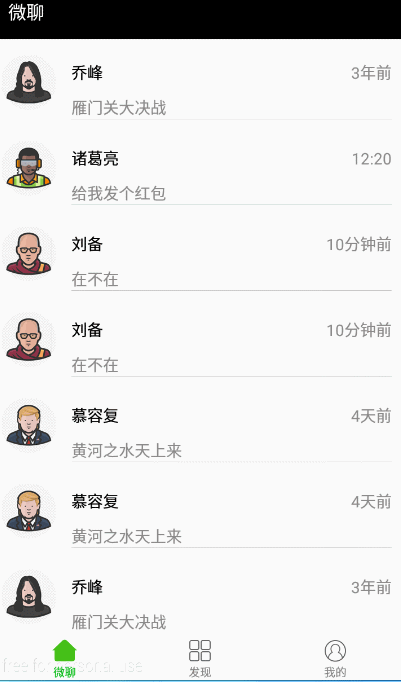 微聊
乔峰 3年前
雁门关大决战
诸葛亮 12:20
给我发个红包
刘备 10分钟前
在不在
刘备 10分钟前
在不在
慕容复 4天前
黄河之水天上来
慕容复 4天前
黄河之水天上来
乔峰 3年前
雁门关大决战
微聊 发现 我的